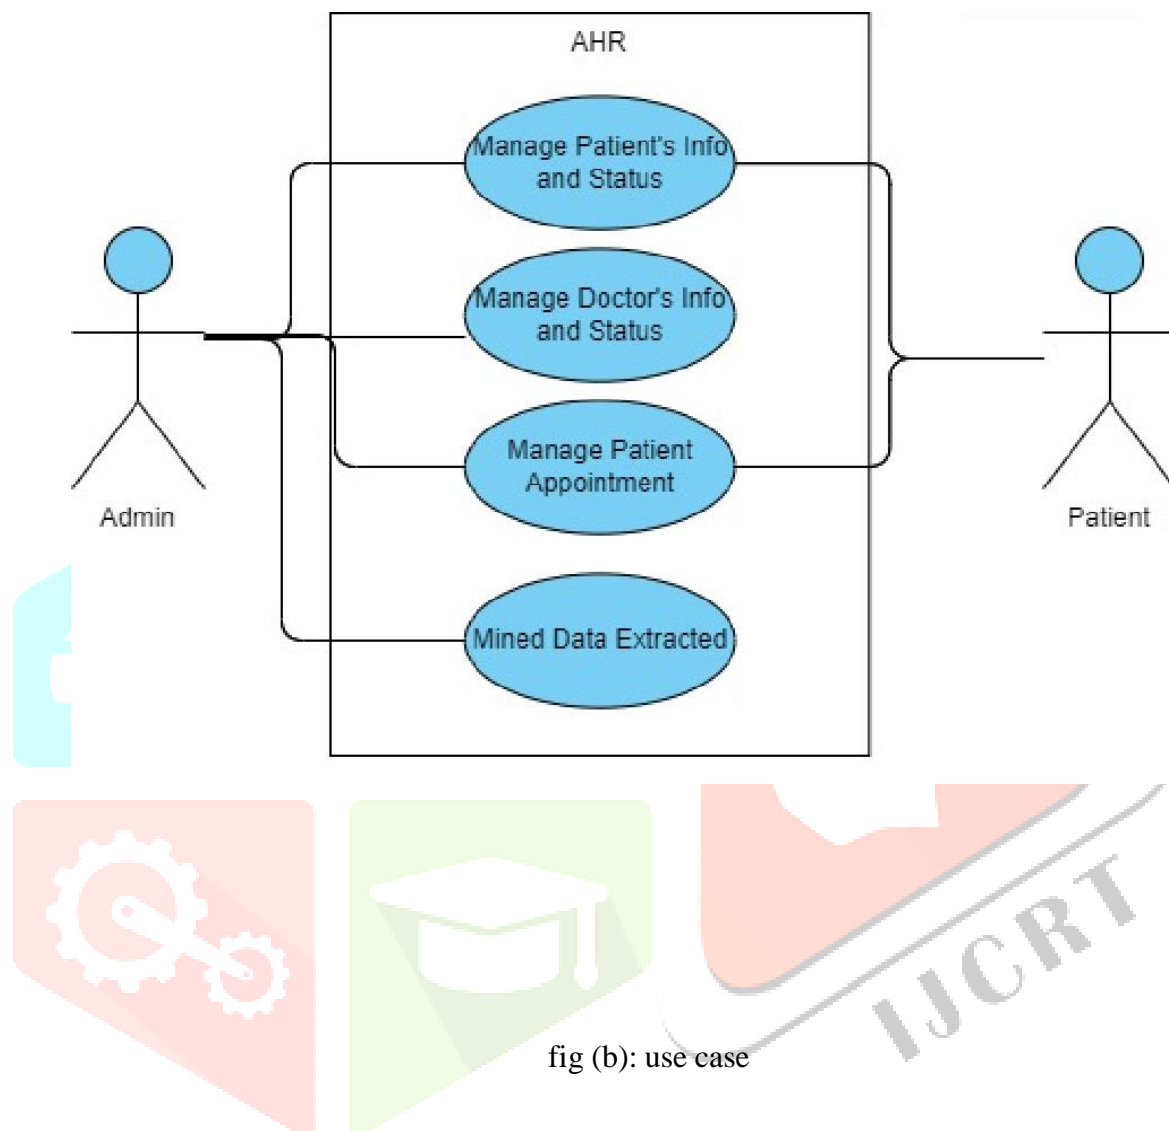 AHR
Manage Patient's Info
and Status
Manage Doctor's Info
and Status
Manage Patient
Appointment
Mined Data Extracted
Admin
Patient
IJCRT
fig (b): use case